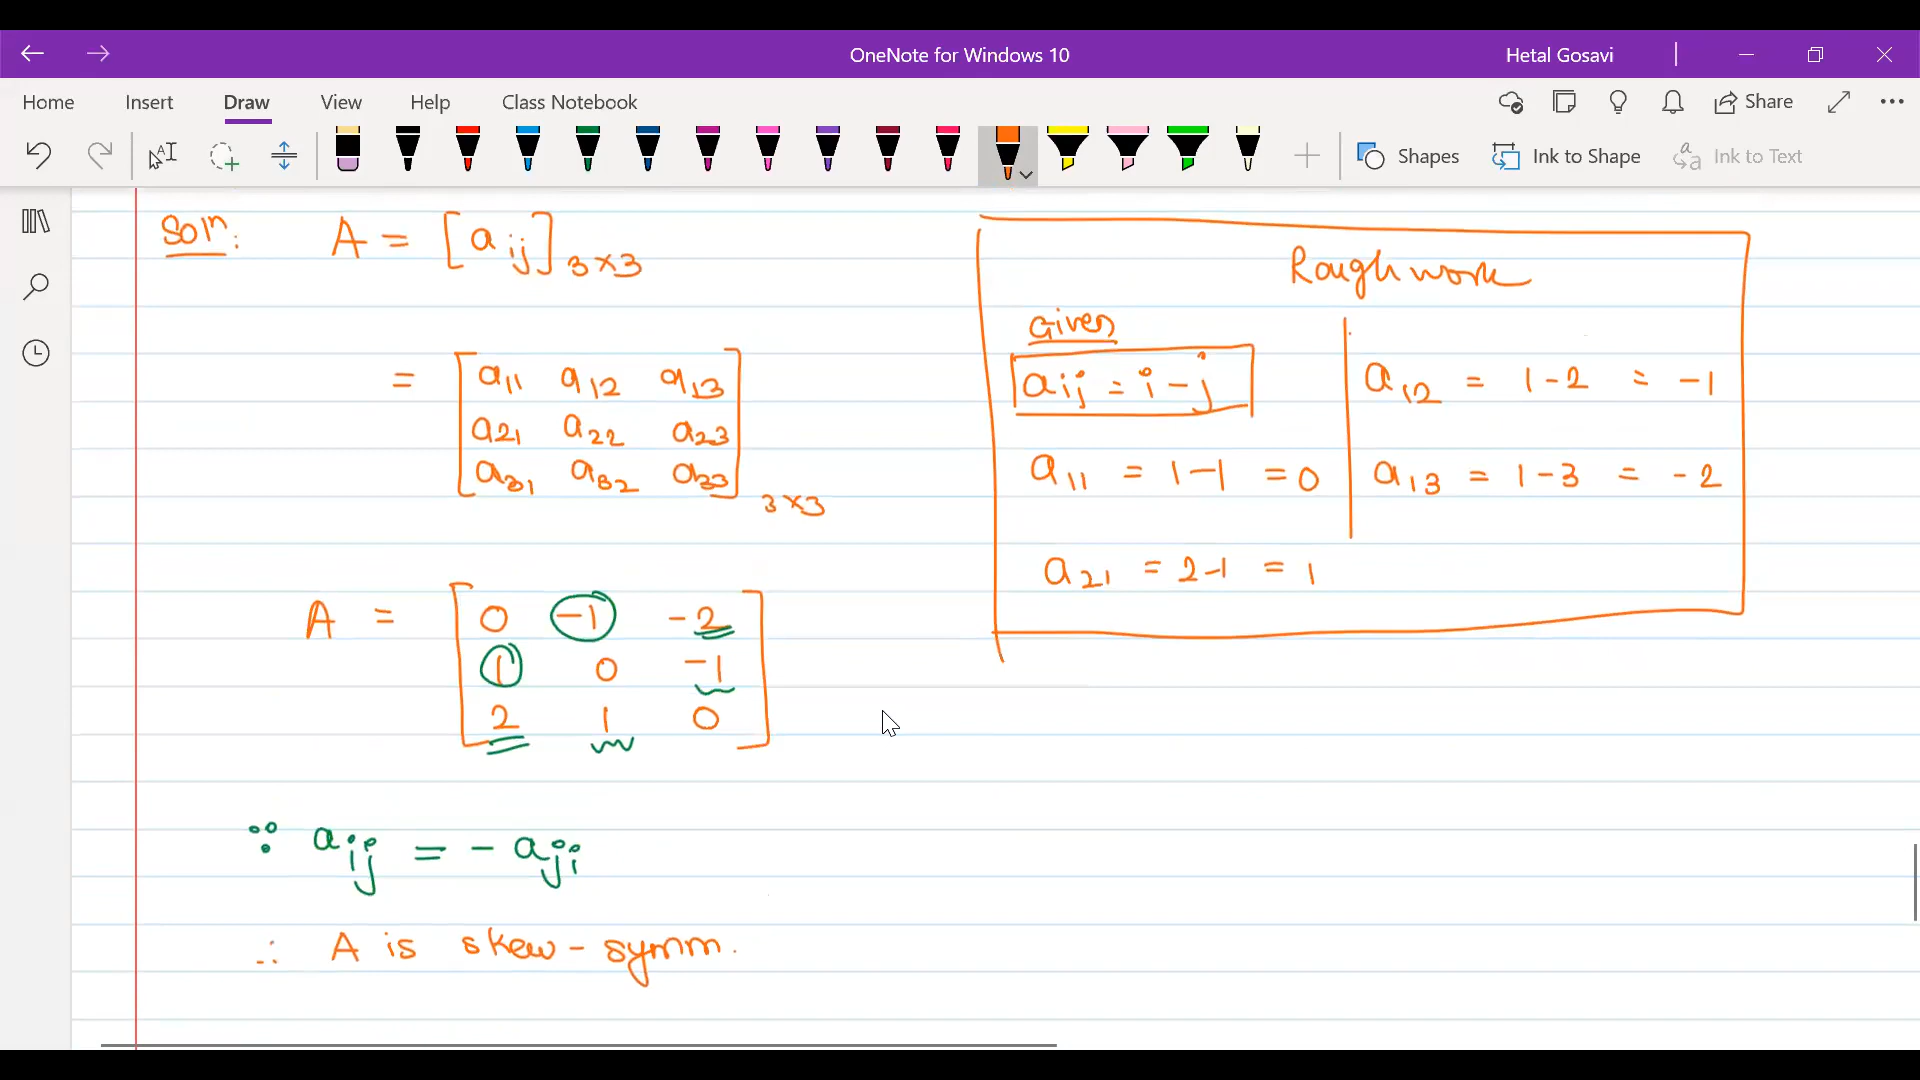 OneNote for Windows 10
Hetal Gosavi
Home Insert Draw View Help Class Notebook
Share
Shapes Ink to Shape Ink to Text
Soln: A = [aij]3×3
= [a11 a12 a13
a21 a22 a23
a31 a32 a33]3×3
A = [0 -1 -2
1 0 -1
2 1 0]
∵ aij = - aji
∴ A is skew-symm.
Rough work
Given
aij = i - j
a11 = 1-1 = 0
a21 = 2-1 = 1
a12 = 1-2 = -1
a13 = 1-3 = -2